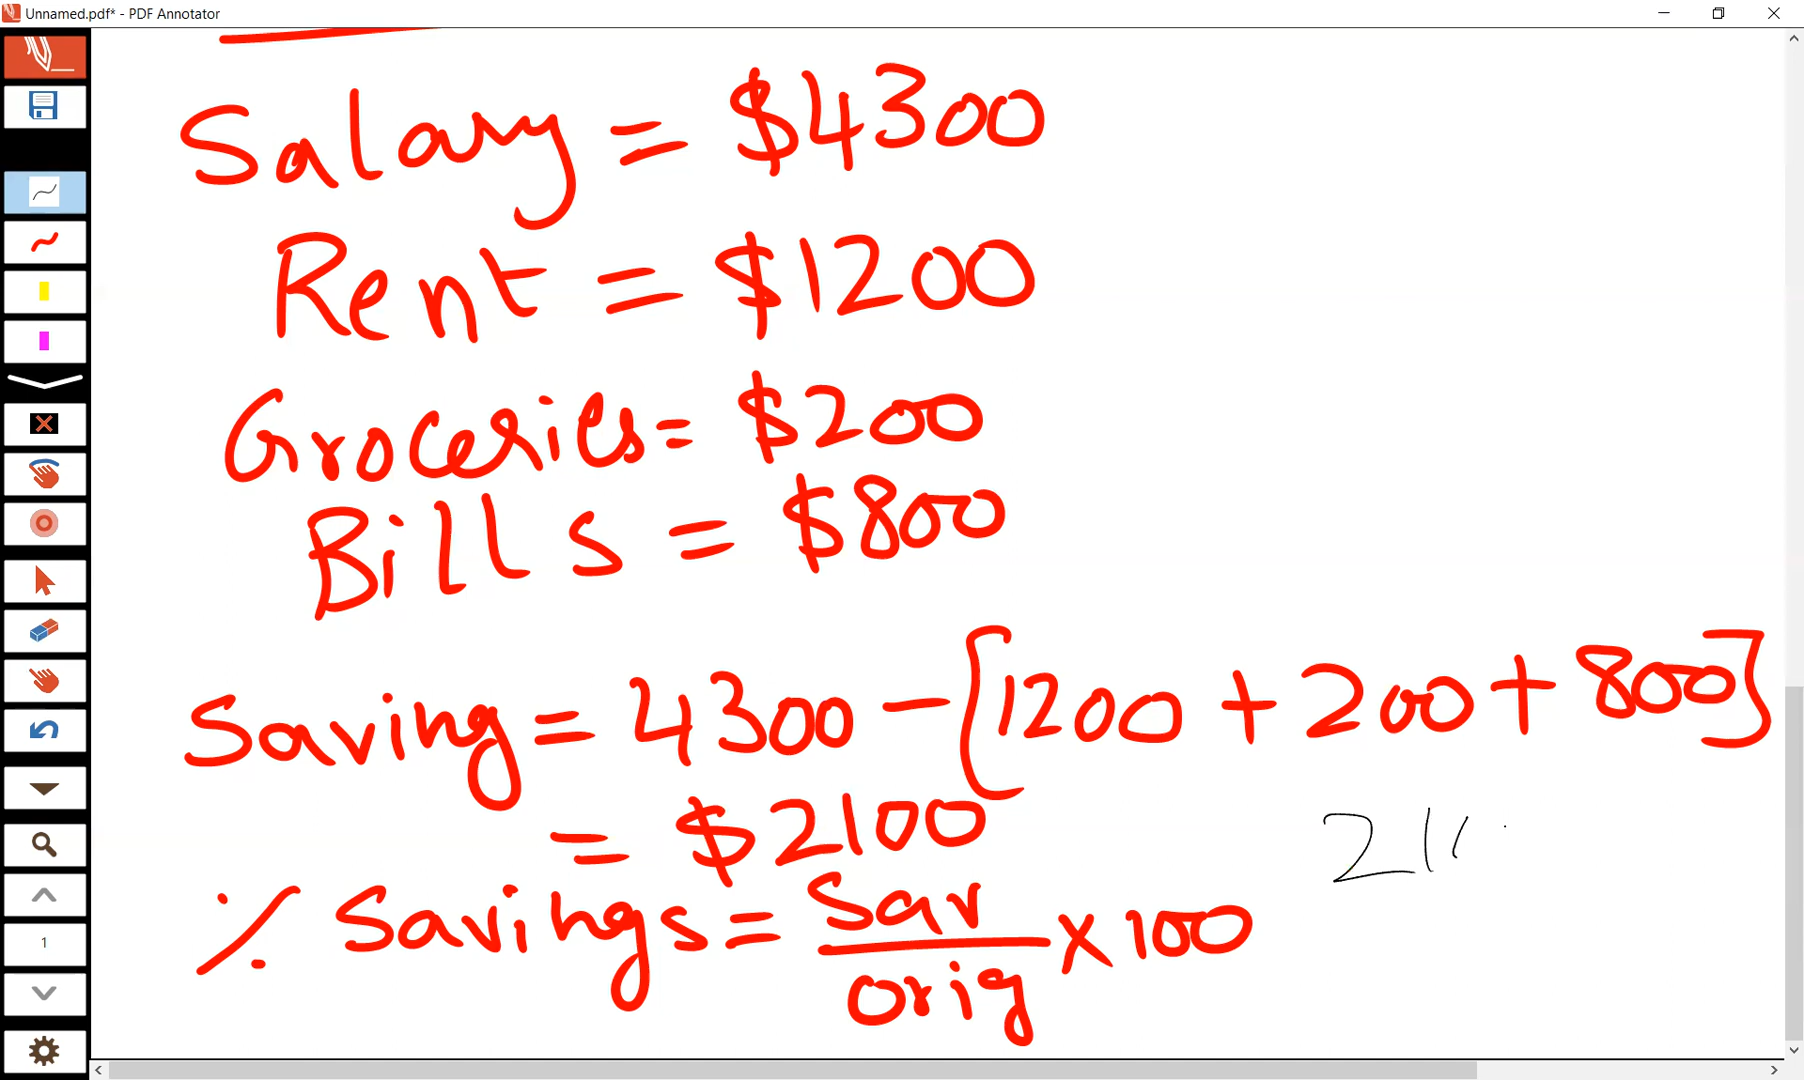 Unnamed.pdf* - PDF Annotator
Salary = $4300
Rent = $1200
Groceries = $200
Bills = $800
Saving = 4300 - [1200 + 200 + 800]
= $2100
21
% Savings = sav/orig x 100
1